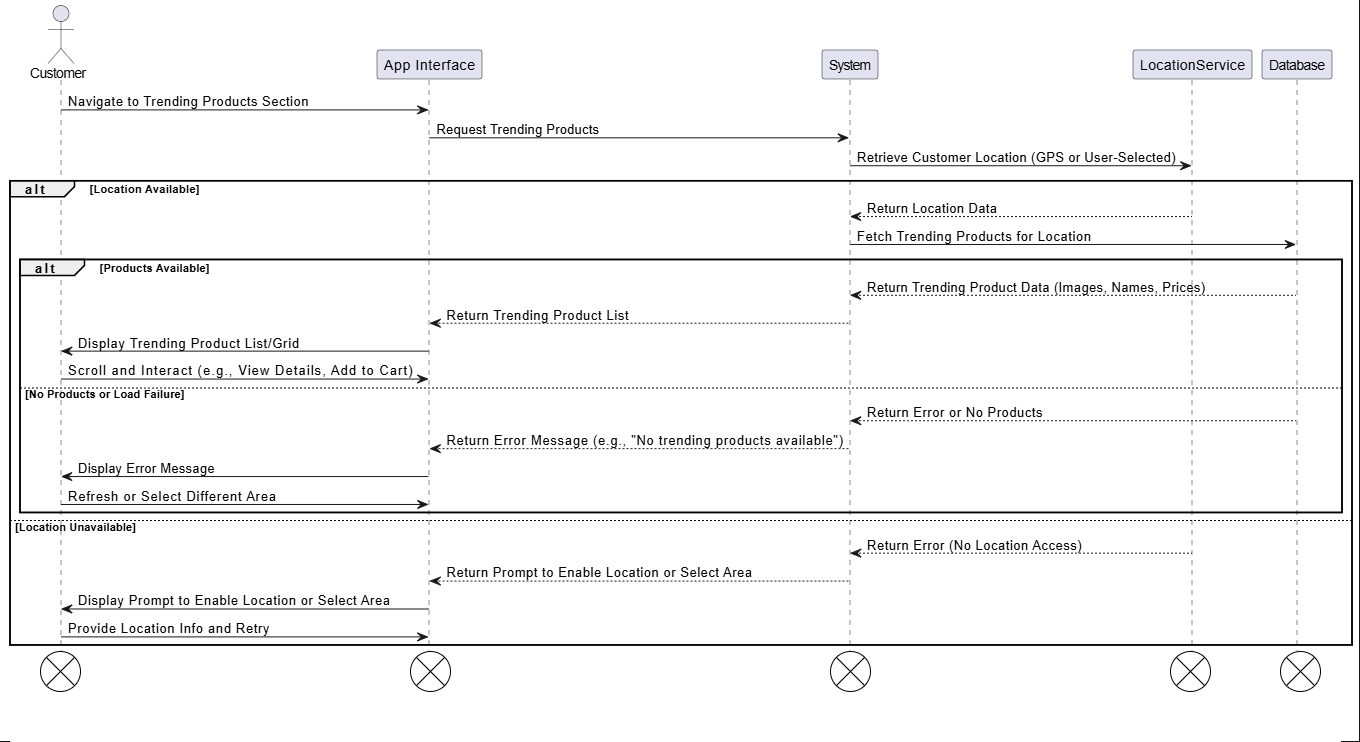 Customer
App Interface
System
LocationService
Database
Navigate to Trending Products Section
Request Trending Products
Retrieve Customer Location (GPS or User-Selected)
alt
[Location Available]
Return Location Data
Fetch Trending Products for Location
alt
[Products Available]
Return Trending Product Data (Images, Names, Prices)
Return Trending Product List
Display Trending Product List/Grid
Scroll and Interact (e.g., View Details, Add to Cart)
[No Products or Load Failure]
Return Error or No Products
Return Error Message (e.g., "No trending products available")
Display Error Message
Refresh or Select Different Area
[Location Unavailable]
Return Error (No Location Access)
Return Prompt to Enable Location or Select Area
Display Prompt to Enable Location or Select Area
Provide Location Info and Retry